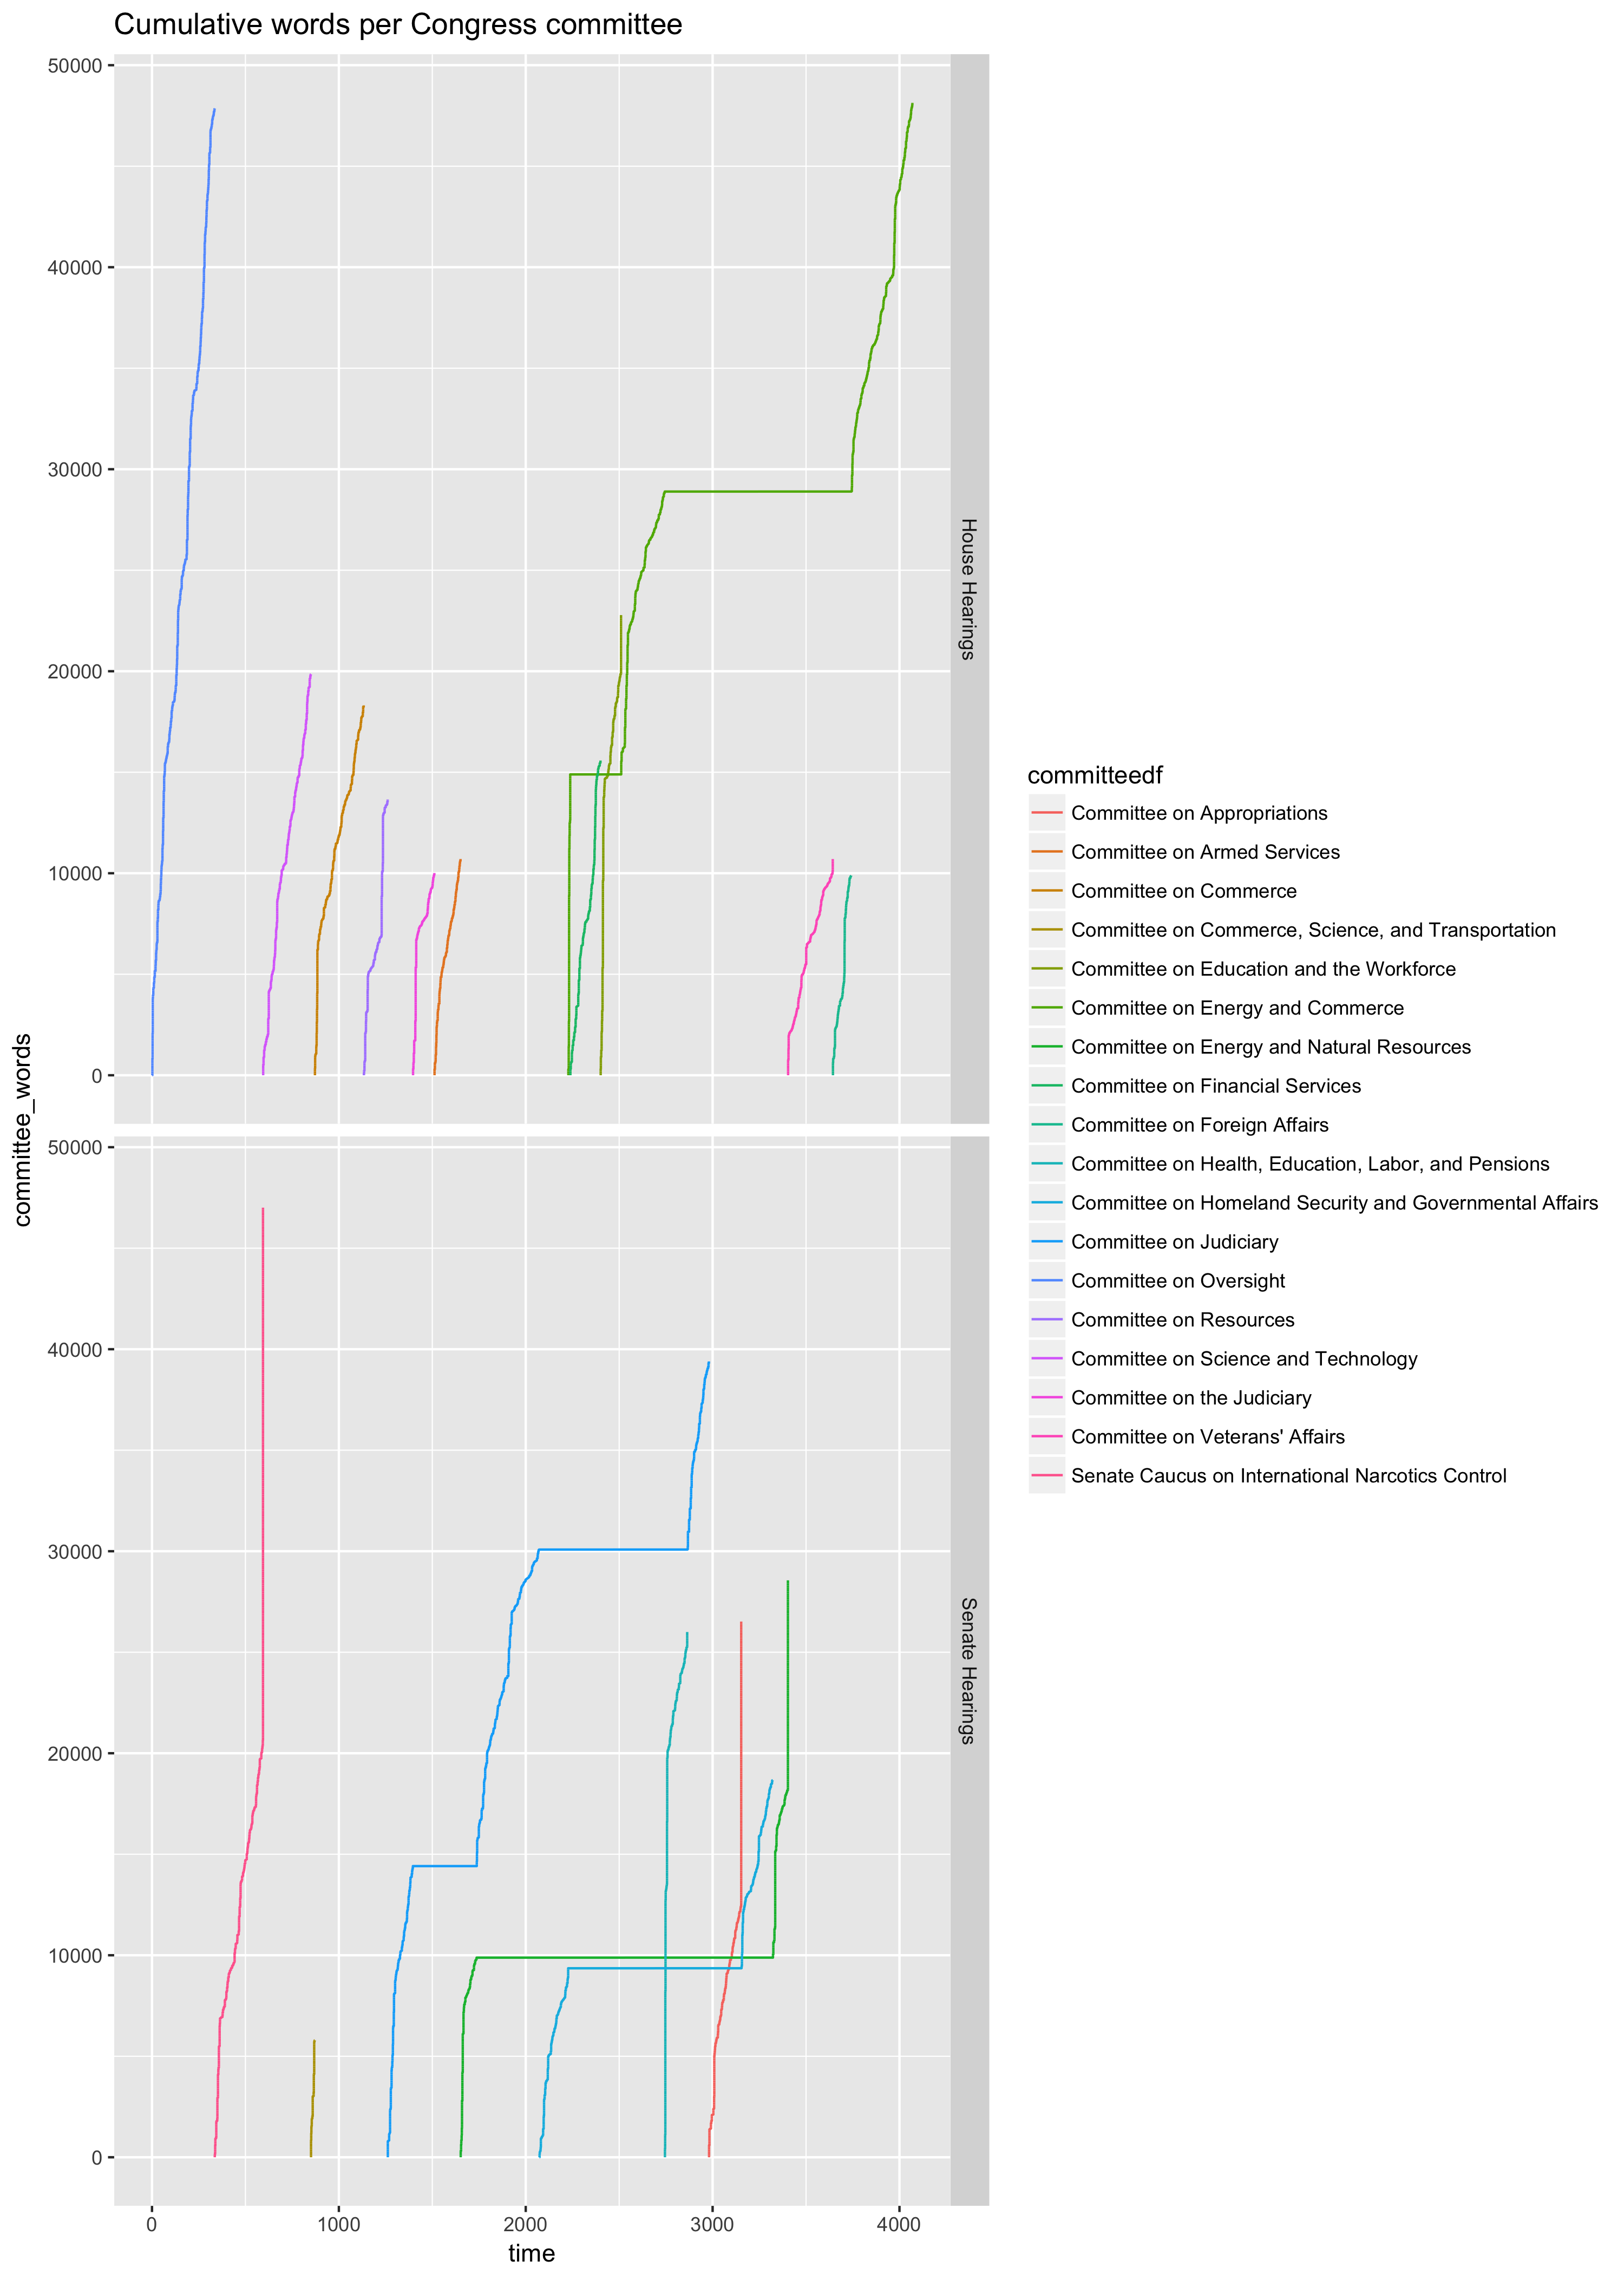 Cumulative words per Congress committee
committee_words
50000
40000
30000
20000
10000
0
House Hearings
50000
40000
30000
20000
10000
0
Senate Hearings
0 1000 2000 3000 4000
time
committeedf
Committee on Appropriations
Committee on Armed Services
Committee on Commerce
Committee on Commerce, Science, and Transportation
Committee on Education and the Workforce
Committee on Energy and Commerce
Committee on Energy and Natural Resources
Committee on Financial Services
Committee on Foreign Affairs
Committee on Health, Education, Labor, and Pensions
Committee on Homeland Security and Governmental Affairs
Committee on Judiciary
Committee on Oversight
Committee on Resources
Committee on Science and Technology
Committee on the Judiciary
Committee on Veterans' Affairs
Senate Caucus on International Narcotics Control